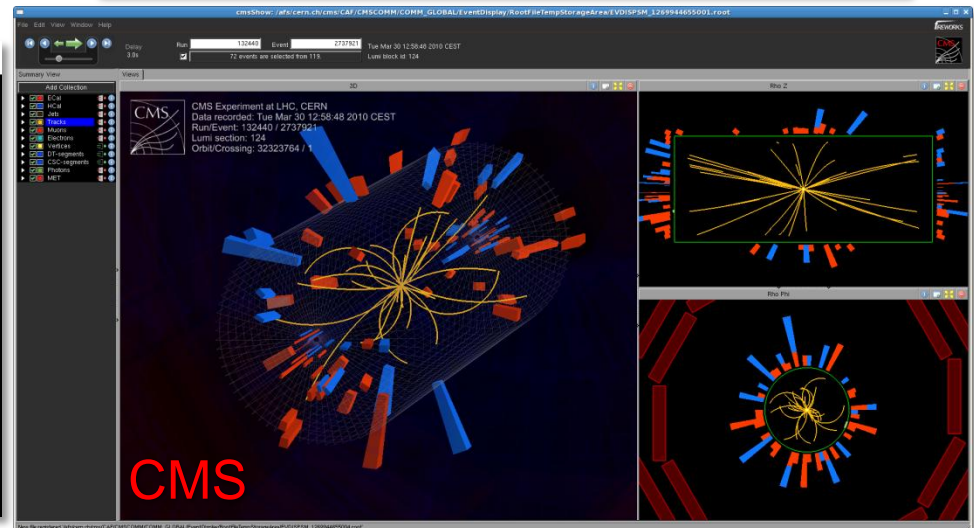 cmsShow: /afs/cern.ch/cms/CAF/CMSCOMM/COMM_GLOBAL/EventDisplay/RootFileTempStorageArea/EVDISPSM_1269944655001.root
File Edit View Window Help
FIREWORKS
Delay
3.0s
Run 132440 Event 2737921 Tue Mar 30 12:58:48 2010 CEST
72 events are selected from 119. Lumi block id: 124
CMS
Summary View
Views
Add Collection
3D
Rho Z
ECal
HCal
Jets
Tracks
Muons
Electrons
Vertices
DT-segments
CSC-segments
Photons
MET
CMS
CMS Experiment at LHC, CERN
Data recorded: Tue Mar 30 12:58:48 2010 CEST
Run/Event: 132440 / 2737921
Lumi section: 124
Orbit/Crossing: 32323764 / 1
Rho Phi
CMS